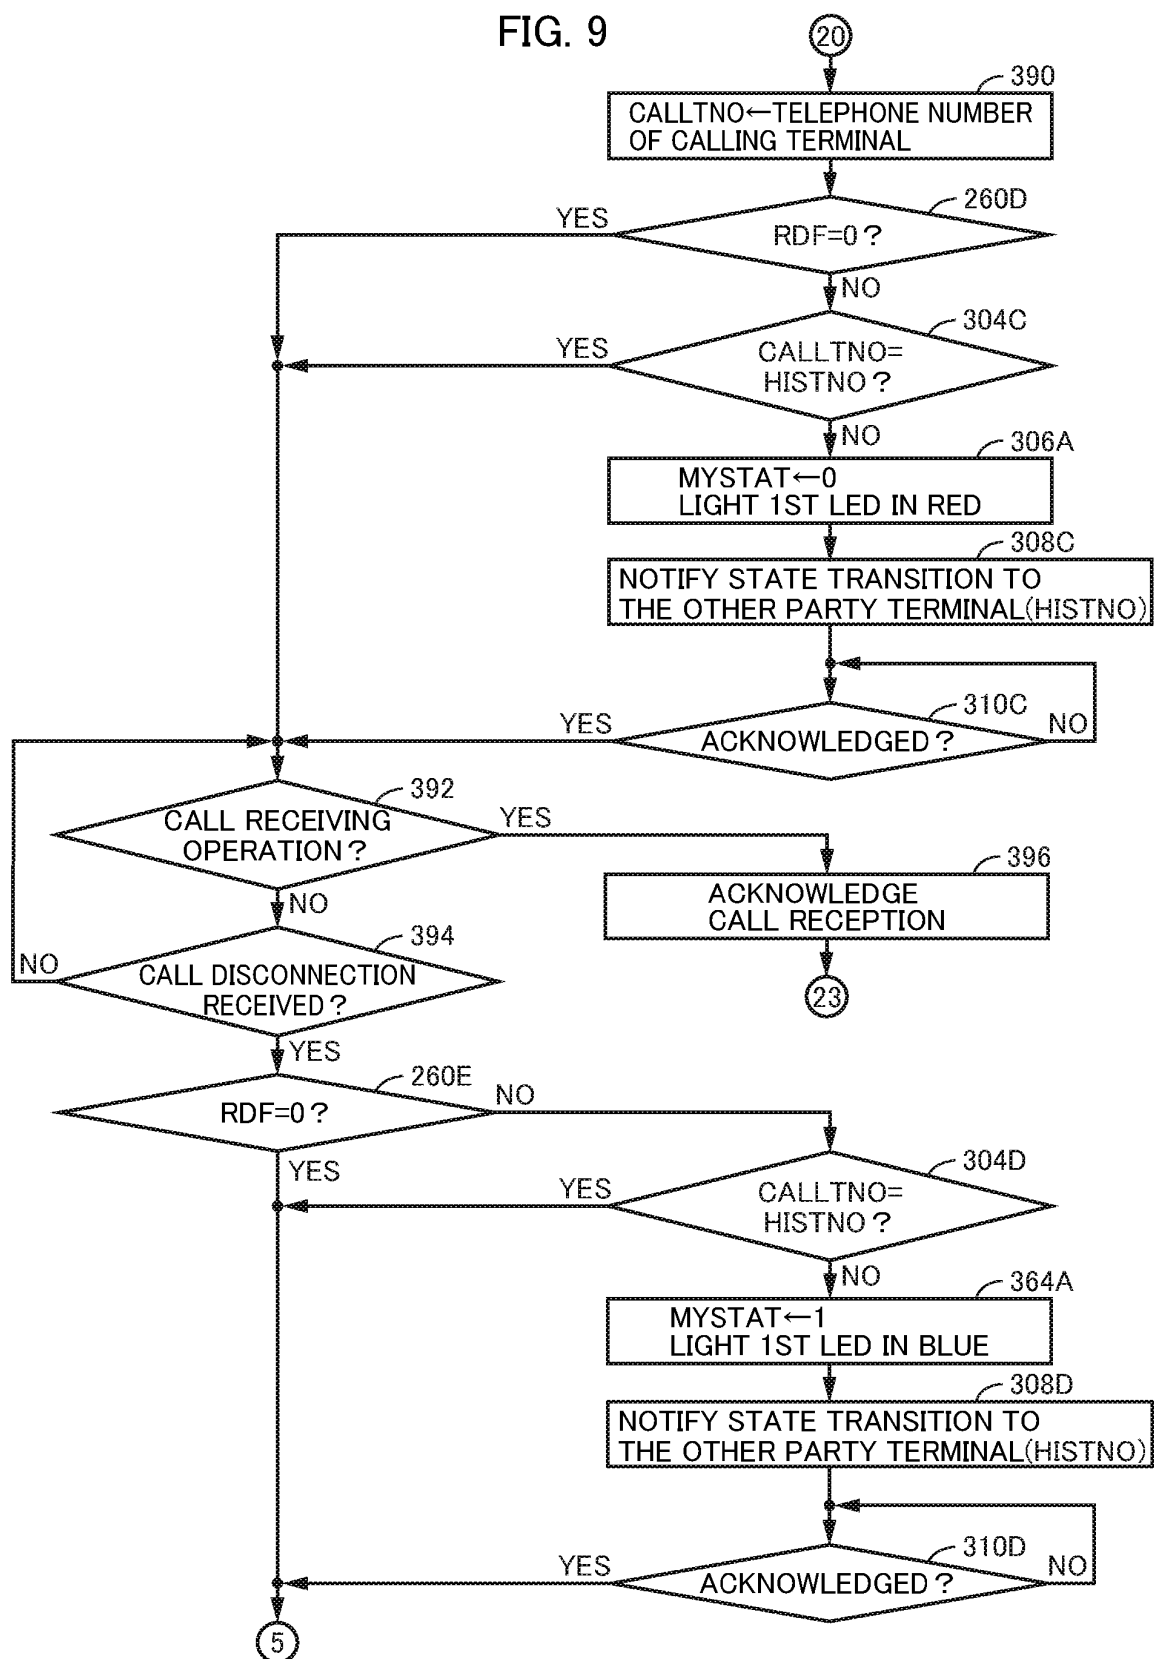 FIG. 9
20
390
CALLTNO←TELEPHONE NUMBER
OF CALLING TERMINAL
260D
YES
RDF=0?
NO
304C
YES
CALLTNO=
HISTNO?
NO
306A
MYSTAT←0
LIGHT 1ST LED IN RED
308C
NOTIFY STATE TRANSITION TO
THE OTHER PARTY TERMINAL(HISTNO)
310C
YES
ACKNOWLEDGED?
NO
392
CALL RECEIVING
OPERATION?
YES
NO
396
ACKNOWLEDGE
CALL RECEPTION
23
394
NO
CALL DISCONNECTION
RECEIVED?
YES
260E
RDF=0?
NO
YES
304D
YES
CALLTNO=
HISTNO?
NO
364A
MYSTAT←1
LIGHT 1ST LED IN BLUE
308D
NOTIFY STATE TRANSITION TO
THE OTHER PARTY TERMINAL(HISTNO)
310D
YES
ACKNOWLEDGED?
NO
5